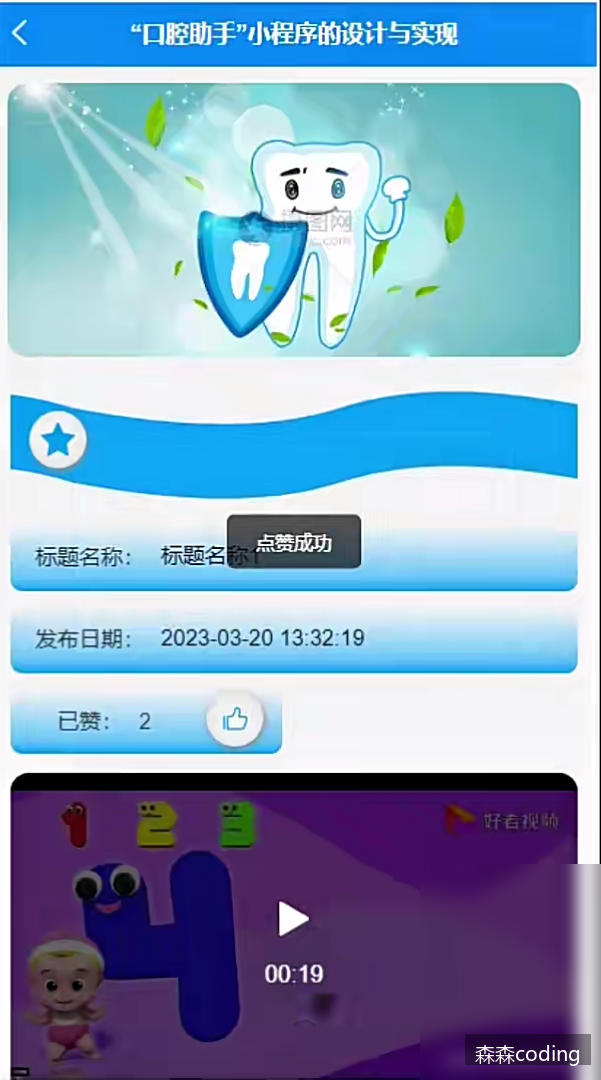 “口腔助手”小程序的设计与实现
点赞成功
标题名称： 标题名称1
发布日期： 2023-03-20 13:32:19
已赞： 2
1 2 3
好看视频
4
00:19
森森coding